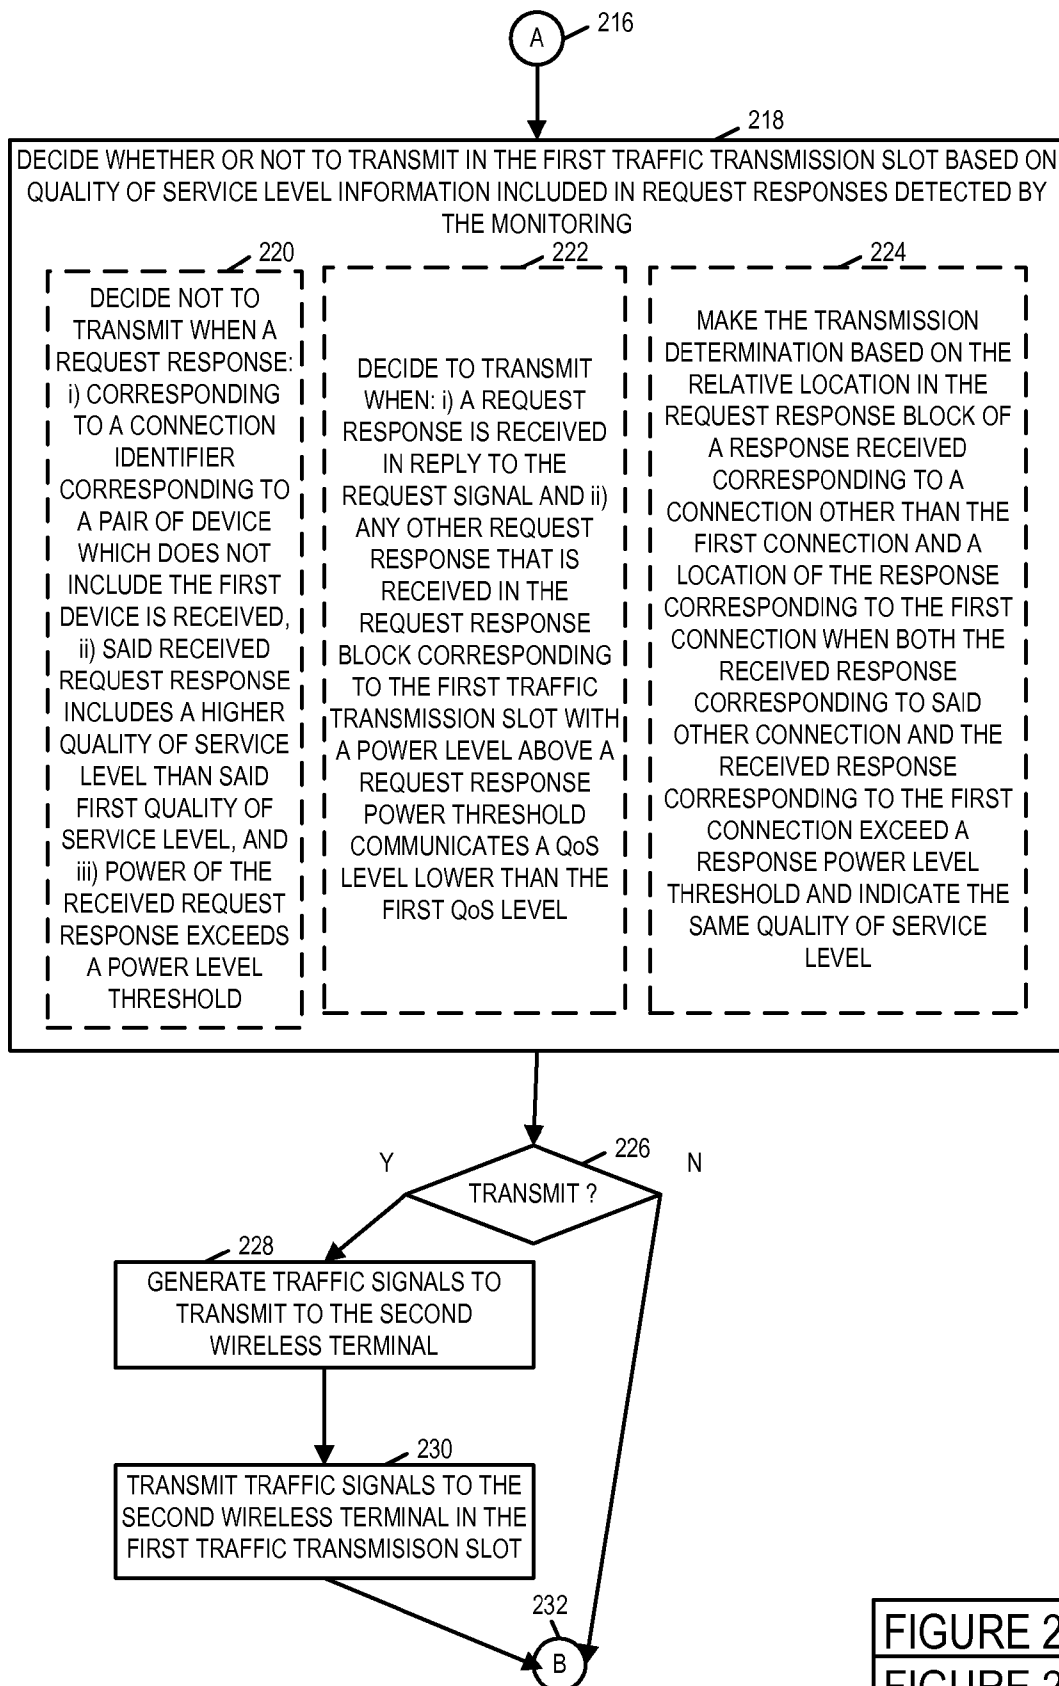 A
216
218
DECIDE WHETHER OR NOT TO TRANSMIT IN THE FIRST TRAFFIC TRANSMISSION SLOT BASED ON
QUALITY OF SERVICE LEVEL INFORMATION INCLUDED IN REQUEST RESPONSES DETECTED BY
THE MONITORING
220
DECIDE NOT TO
TRANSMIT WHEN A
REQUEST RESPONSE:
i) CORRESPONDING
TO A CONNECTION
IDENTIFIER
CORRESPONDING TO
A PAIR OF DEVICE
WHICH DOES NOT
INCLUDE THE FIRST
DEVICE IS RECEIVED,
ii) SAID RECEIVED
REQUEST RESPONSE
INCLUDES A HIGHER
QUALITY OF SERVICE
LEVEL THAN SAID
FIRST QUALITY OF
SERVICE LEVEL, AND
iii) POWER OF THE
RECEIVED REQUEST
RESPONSE EXCEEDS
A POWER LEVEL
THRESHOLD
222
DECIDE TO TRANSMIT
WHEN: i) A REQUEST
RESPONSE IS RECEIVED
IN REPLY TO THE
REQUEST SIGNAL AND ii)
ANY OTHER REQUEST
RESPONSE THAT IS
RECEIVED IN THE
REQUEST RESPONSE
BLOCK CORRESPONDING
TO THE FIRST TRAFFIC
TRANSMISSION SLOT WITH
A POWER LEVEL ABOVE A
REQUEST RESPONSE
POWER THRESHOLD
COMMUNICATES A QoS
LEVEL LOWER THAN THE
FIRST QoS LEVEL
224
MAKE THE TRANSMISSION
DETERMINATION BASED ON THE
RELATIVE LOCATION IN THE
REQUEST RESPONSE BLOCK OF
A RESPONSE RECEIVED
CORRESPONDING TO A
CONNECTION OTHER THAN THE
FIRST CONNECTION AND A
LOCATION OF THE RESPONSE
CORRESPONDING TO THE FIRST
CONNECTION WHEN BOTH THE
RECEIVED RESPONSE
CORRESPONDING TO SAID
OTHER CONNECTION AND THE
RECEIVED RESPONSE
CORRESPONDING TO THE FIRST
CONNECTION EXCEED A
RESPONSE POWER LEVEL
THRESHOLD AND INDICATE THE
SAME QUALITY OF SERVICE
LEVEL
226
Y
N
TRANSMIT ?
228
GENERATE TRAFFIC SIGNALS TO
TRANSMIT TO THE SECOND
WIRELESS TERMINAL
230
TRANSMIT TRAFFIC SIGNALS TO THE
SECOND WIRELESS TERMINAL IN THE
FIRST TRAFFIC TRANSMISISON SLOT
232
B
FIGURE 2
FIGURE 2